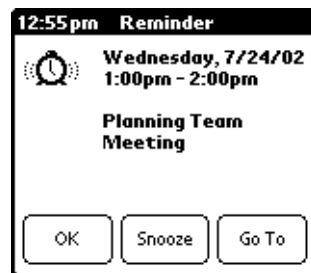 12:55pm Reminder
Wednesday, 7/24/02
1:00pm - 2:00pm
Planning Team
Meeting
OK Snooze Go To